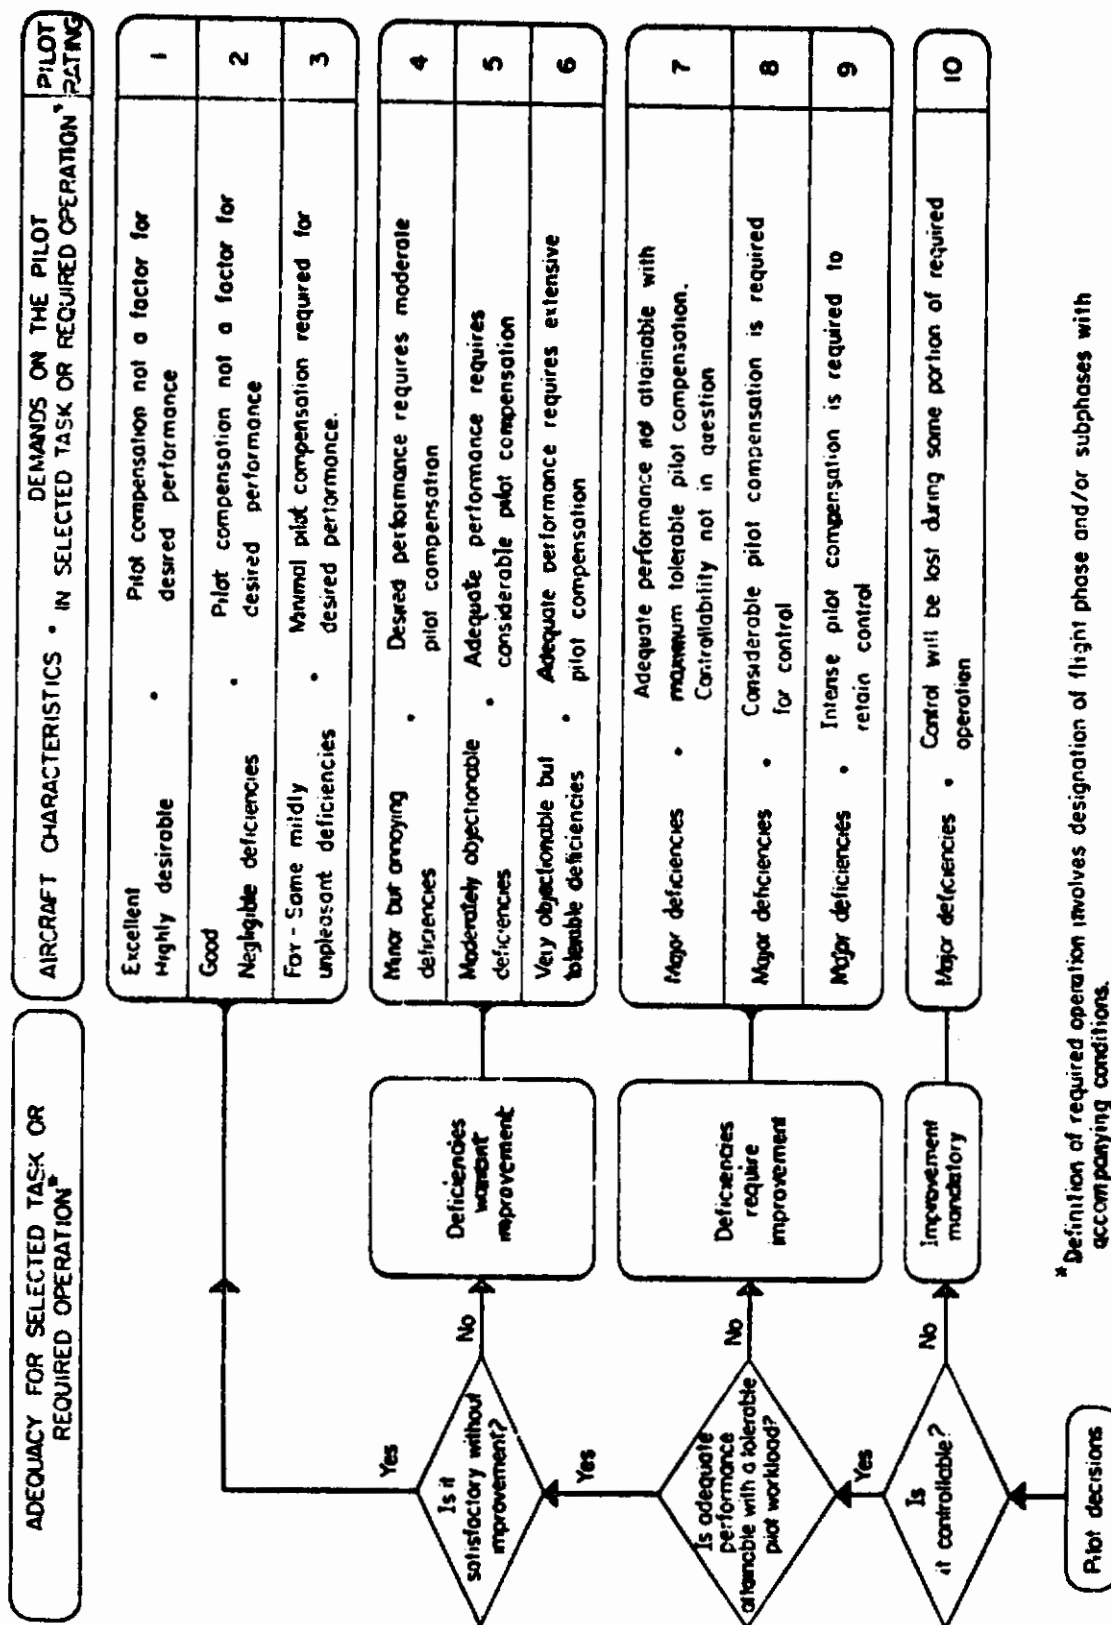 ADEQUACY FOR SELECTED TASK OR
REQUIRED OPERATION*
AIRCRAFT CHARACTERISTICS •
DEMANDS ON THE PILOT
IN SELECTED TASK OR REQUIRED OPERATION*
PILOT
RATING
Excellent
Highly desirable
•
Pilot compensation not a factor for
desired performance
1
Good
Negligible deficiencies
•
Pilot compensation not a factor for
desired performance
2
Fair - Some mildly
unpleasant deficiencies
•
Minimal pilot compensation required for
desired performance.
3
Minor but annoying
deficiencies
•
Desired performance requires moderate
pilot compensation
4
Moderately objectionable
deficiencies
•
Adequate performance requires
considerable pilot compensation
5
Very objectionable but
tolerable deficiencies
•
Adequate performance requires extensive
pilot compensation
6
Major deficiencies
•
Adequate performance not attainable with
maximum tolerable pilot compensation.
Controllability not in question
7
Major deficiencies
•
Considerable pilot compensation is required
for control
8
Major deficiencies
•
Intense pilot compensation is required to
retain control
9
Major deficiencies
•
Control will be lost during some portion of required
operation
10
Is it
satisfactory without
improvement?
Yes
No
Deficiencies
warrant
improvement
Is adequate
performance
attainable with a tolerable
pilot workload?
Yes
No
Deficiencies
require
improvement
Is
it controllable?
Yes
No
Improvement
mandatory
Pilot decisions
*Definition of required operation involves designation of flight phase and/or subphases with
accompanying conditions.